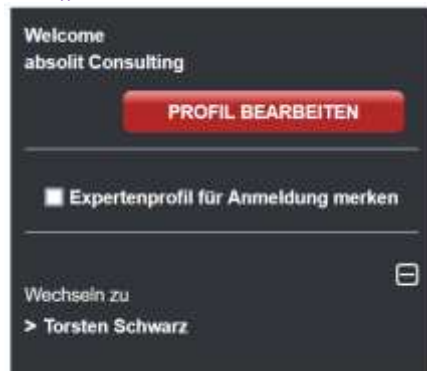 Welcome
absolit Consulting
PROFIL BEARBEITEN
Expertenprofil für Anmeldung merken
Wechseln zu
> Torsten Schwarz